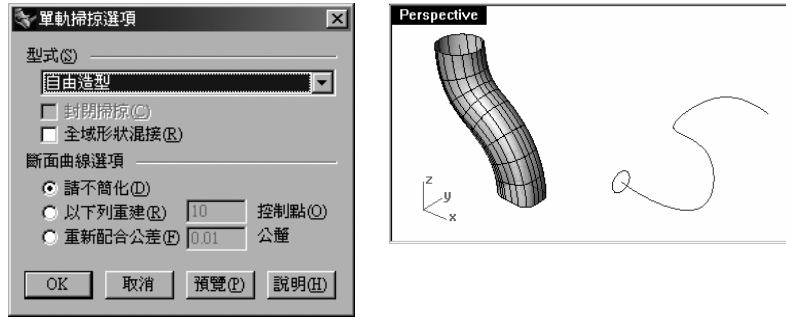 單軌掃掠選項
型式(S)
自由造型
封閉掃掠(C)
全域形狀混接(R)
斷面曲線選項
請不簡化(D)
以下列重建(R) 10 控制點(O)
重新配合公差(F) 0.01 公釐
OK 取消 預覽(P) 說明(H)
Perspective
z
y
x